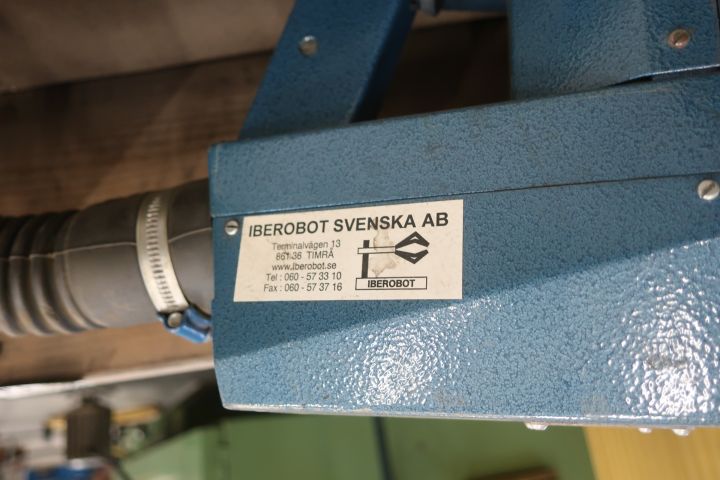 IBEROBOT SVENSKA AB
Terminalvägen 13
861 36 TIMRÅ
www.iberobot.se
Tel : 060 - 57 33 10
Fax : 060 - 57 37 16
IBEROBOT